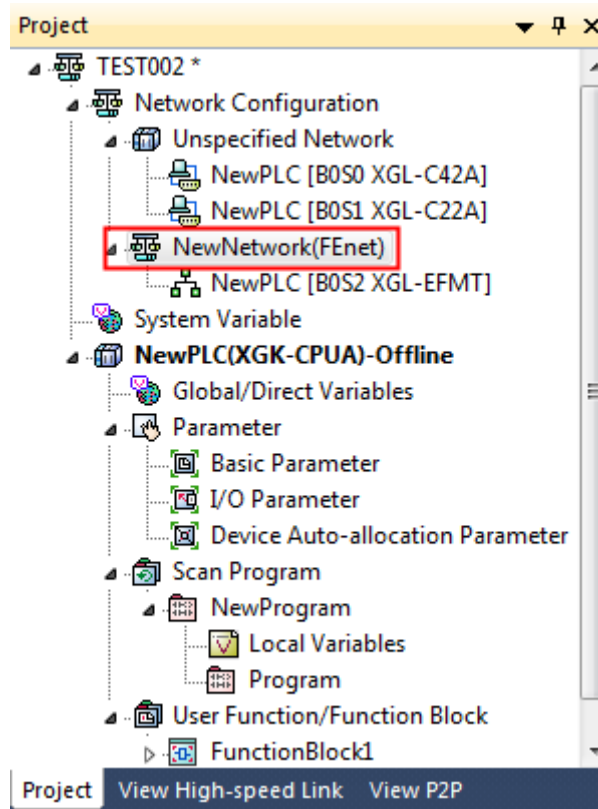 Project
TEST002 *
Network Configuration
Unspecified Network
NewPLC [B0S0 XGL-C42A]
NewPLC [B0S1 XGL-C22A]
NewNetwork(FEnet)
NewPLC [B0S2 XGL-EFMT]
System Variable
NewPLC(XGK-CPUA)-Offline
Global/Direct Variables
Parameter
Basic Parameter
I/O Parameter
Device Auto-allocation Parameter
Scan Program
NewProgram
Local Variables
Program
User Function/Function Block
FunctionBlock1
Project View High-speed Link View P2P